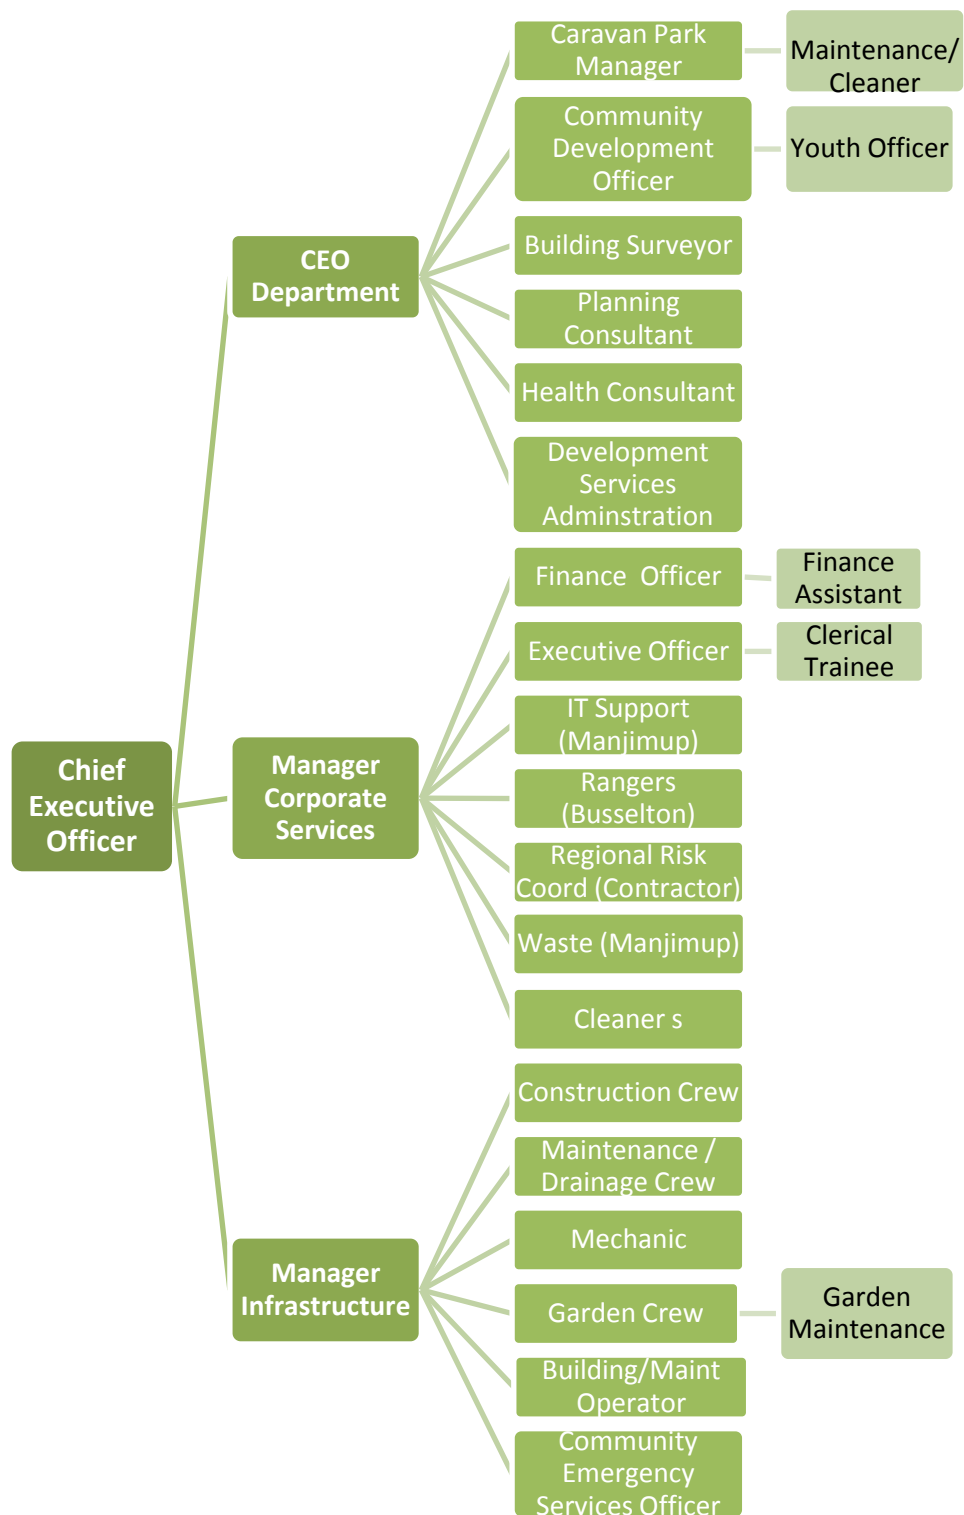 Chief
Executive
Officer
CEO
Department
Caravan Park
Manager
Maintenance/
Cleaner
Community
Development
Officer
Youth Officer
Building Surveyor
Planning
Consultant
Health Consultant
Development
Services
Adminstration
Manager
Corporate
Services
Finance  Officer
Finance
Assistant
Executive Officer
Clerical
Trainee
IT Support
(Manjimup)
Rangers
(Busselton)
Regional Risk
Coord (Contractor)
Waste (Manjimup)
Cleaner s
Manager
Infrastructure
Construction Crew
Maintenance /
Drainage Crew
Mechanic
Garden Crew
Garden
Maintenance
Building/Maint
Operator
Community
Emergency
Services Officer